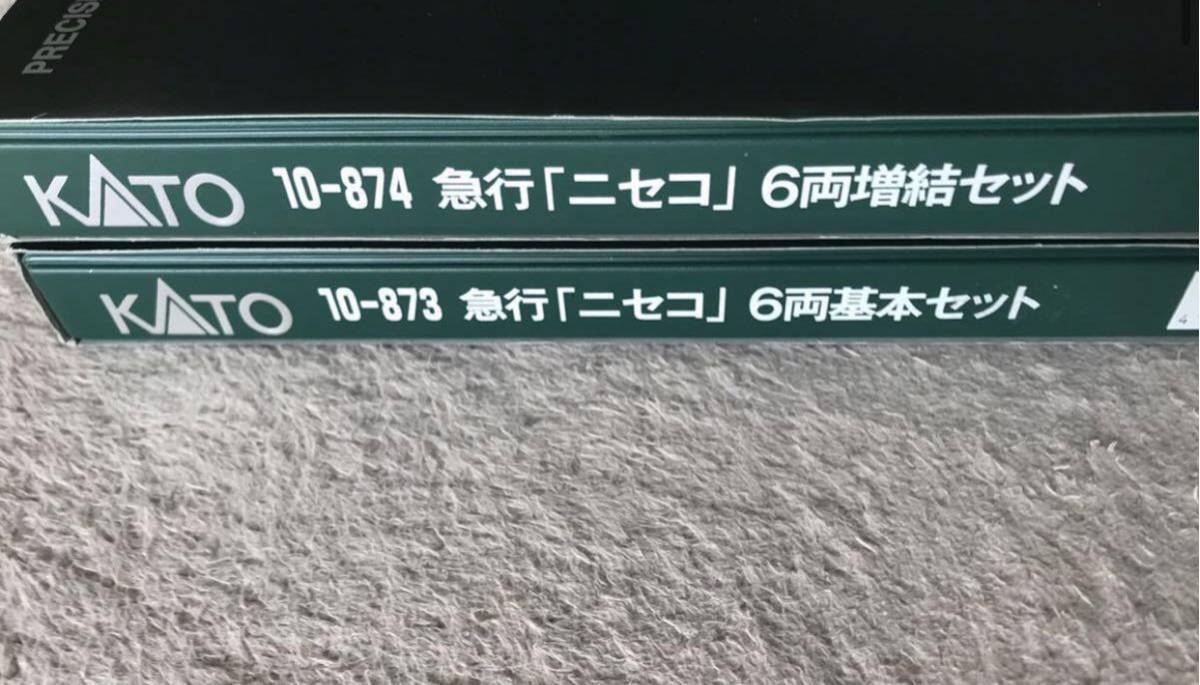 PRECIS
KATO 10-874 急行「ニセコ」 6両増結セット
KATO 10-873 急行「ニセコ」 6両基本セット
4